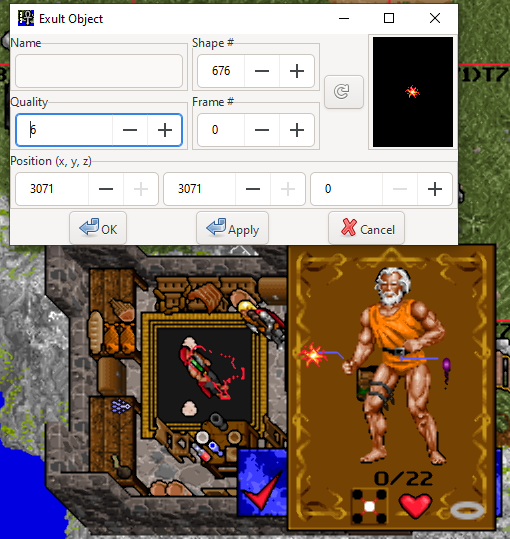 Exult Object
Name
Shape #
676
Quality
Frame #
6
0
Position (x, y, z)
3071
3071
0
OK
Apply
Cancel
0/22